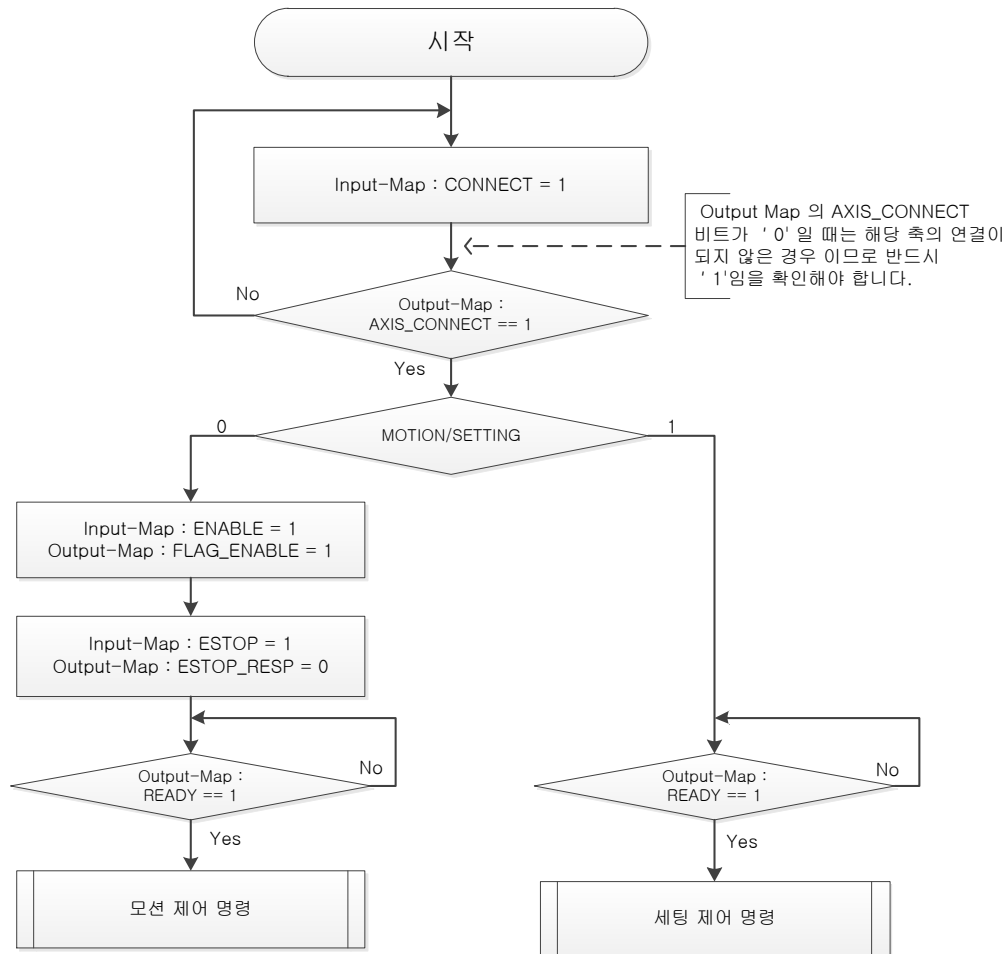 시작
Input-Map : CONNECT = 1
Output Map 의 AXIS_CONNECT
비트가 ' 0' 일 때는 해당 축의 연결이
되지 않은 경우 이므로 반드시
' 1'임을 확인해야 합니다.
No
Output-Map :
AXIS_CONNECT == 1
Yes
0
MOTION/SETTING
1
Input-Map : ENABLE = 1
Output-Map : FLAG_ENABLE = 1
Input-Map : ESTOP = 1
Output-Map : ESTOP_RESP = 0
Output-Map :
READY == 1
No
Yes
모션 제어 명령
Output-Map :
READY == 1
No
Yes
세팅 제어 명령